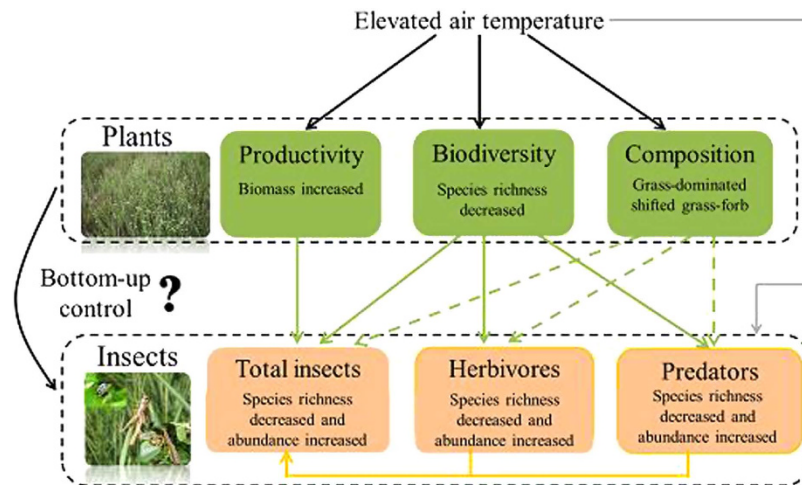 Elevated air temperature
Plants
Productivity
Biomass increased
Biodiversity
Species richness
decreased
Composition
Grass-dominated
shifted grass-forb
Bottom-up
control
?
Insects
Total insects
Species richness
decreased and
abundance increased
Herbivores
Species richness
decreased and
abundance increased
Predators
Species richness
decreased and
abundance increased